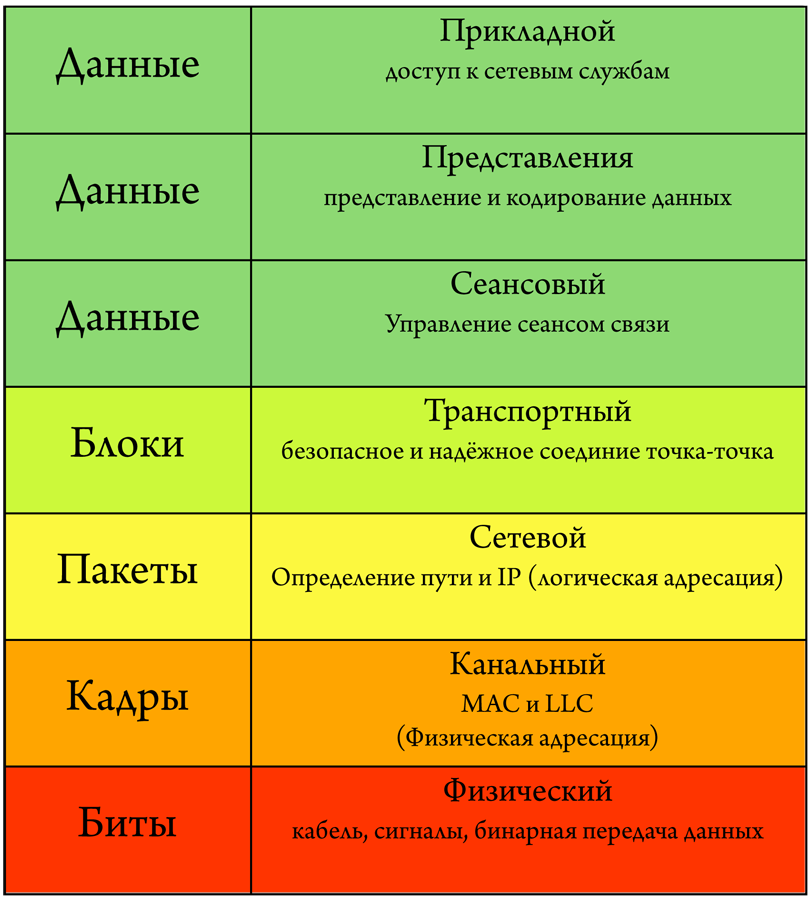 Данные
Прикладной
доступ к сетевым службам
Данные
Представления
представление и кодирование данных
Данные
Сеансовый
Управление сеансом связи
Блоки
Транспортный
безопасное и надёжное соединие точка-точка
Пакеты
Сетевой
Определение пути и IP (логическая адресация)
Кадры
Канальный
MAC и LLC
(Физическая адресация)
Биты
Физический
кабель, сигналы, бинарная передача данных